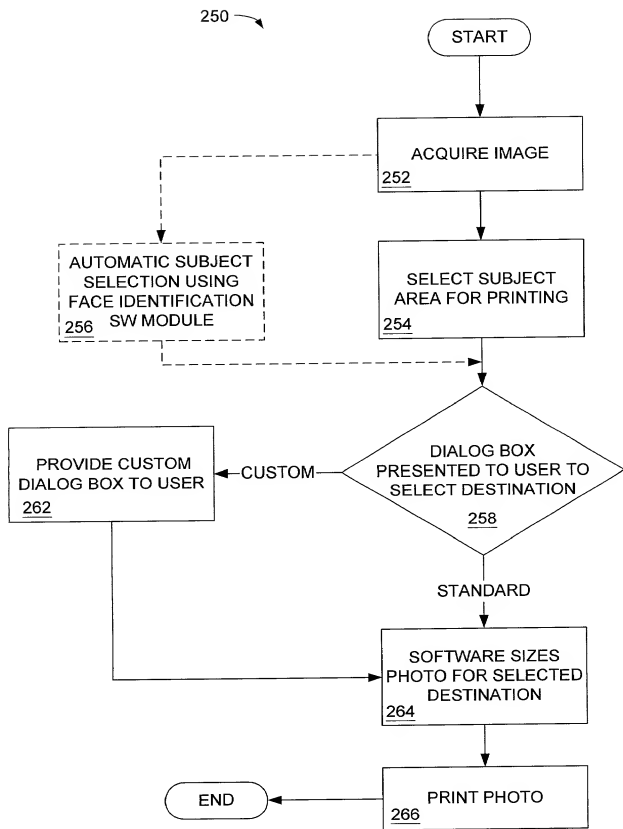 250
START
ACQUIRE IMAGE
252
AUTOMATIC SUBJECT
SELECTION USING
FACE IDENTIFICATION
SW MODULE
256
SELECT SUBJECT
AREA FOR PRINTING
254
DIALOG BOX
PRESENTED TO USER TO
SELECT DESTINATION
258
CUSTOM
PROVIDE CUSTOM
DIALOG BOX TO USER
262
STANDARD
SOFTWARE SIZES
PHOTO FOR SELECTED
DESTINATION
264
PRINT PHOTO
266
END